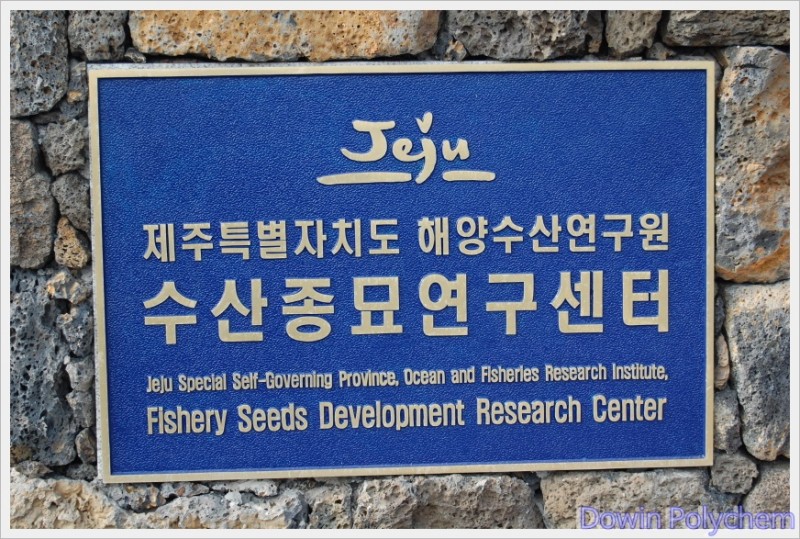 Jeju
제주특별자치도 해양수산연구원
수산종묘연구센터
Jeju Special Self-Governing Province, Ocean and Fisheries Research Institute,
Fishery Seeds Development Research Center
Dowin Polychem